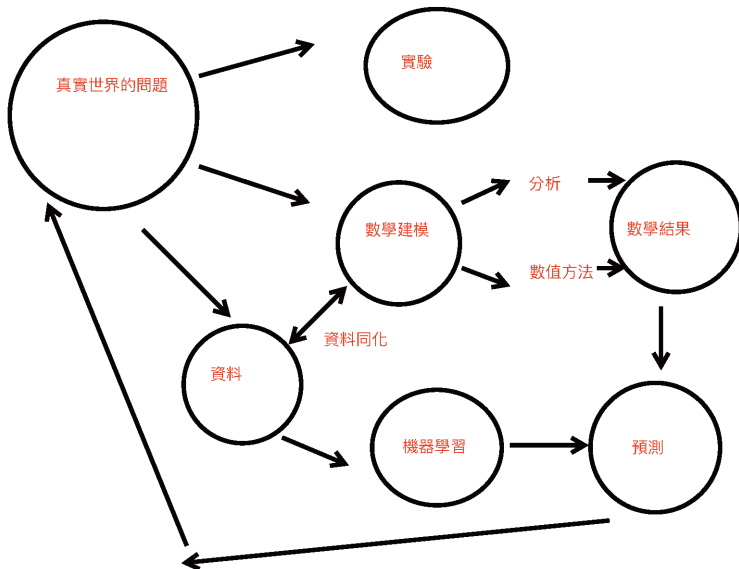 真實世界的問題
實驗
數學建模
分析
數學結果
數值方法
資料同化
資料
機器學習
預測